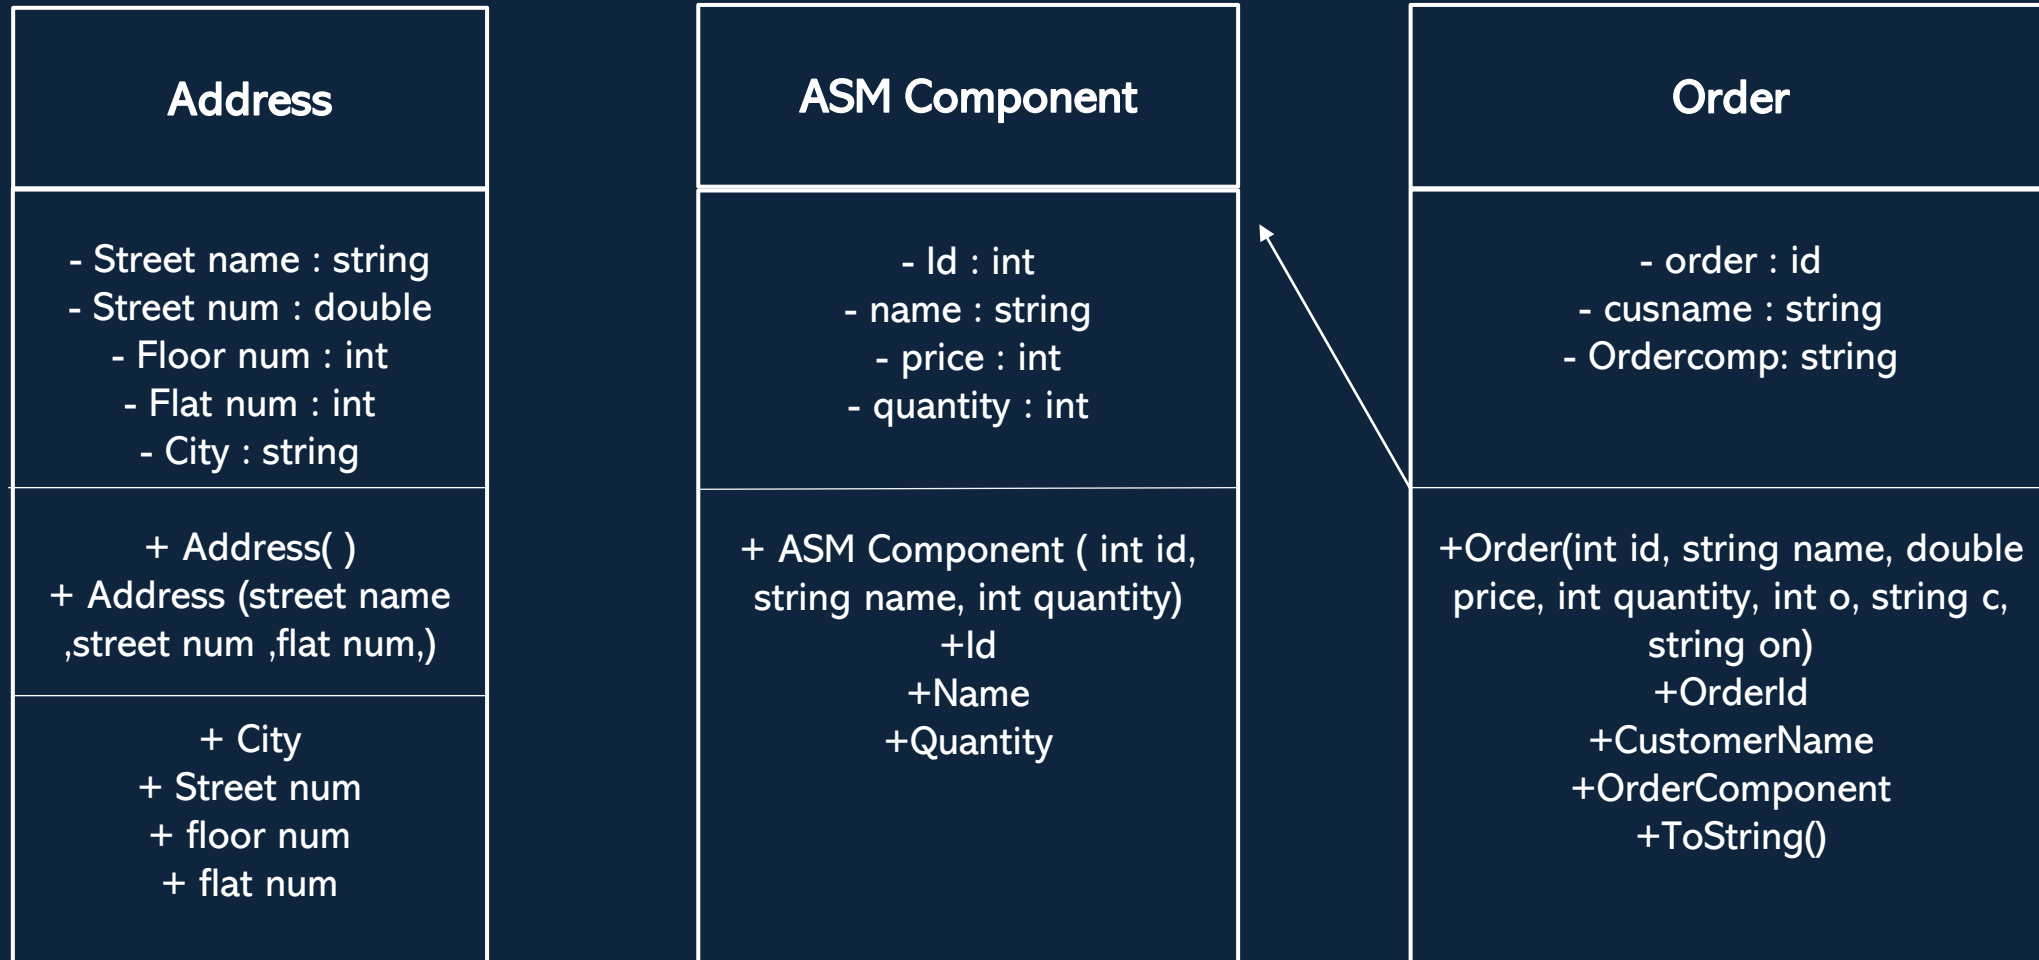 Address
- Street name : string
- Street num : double
- Floor num : int
- Flat num : int
- City : string
+ Address( )
+ Address (street name
,street num ,flat num,)
+ City
+ Street num
+ floor num
+ flat num
ASM Component
- Id : int
- name : string
- price : int
- quantity : int
+ ASM Component ( int id,
string name, int quantity)
+Id
+Name
+Quantity
Order
- order : id
- cusname : string
- Ordercomp: string
+Order(int id, string name, double
price, int quantity, int o, string c,
string on)
+OrderId
+CustomerName
+OrderComponent
+ToString()